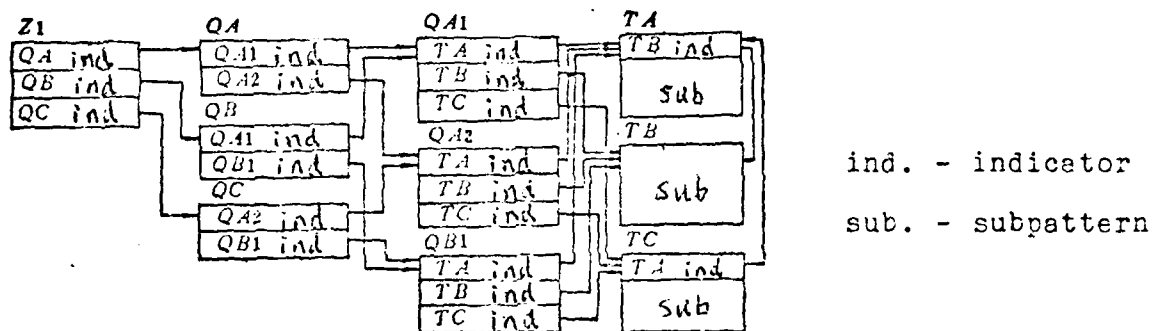 Z1
QA ind
QB ind
QC ind
QA
QA1 ind
QA2 ind
QB
QA1 ind
QB1 ind
QC
QA2 ind
QB1 ind
QA1
TA ind
TB ind
TC ind
QA2
TA ind
TB ind
TC ind
QB1
TA ind
TB ind
TC ind
TA
TB ind
sub
TB
sub
TC
TA ind
sub
ind. - indicator
sub. - subpattern